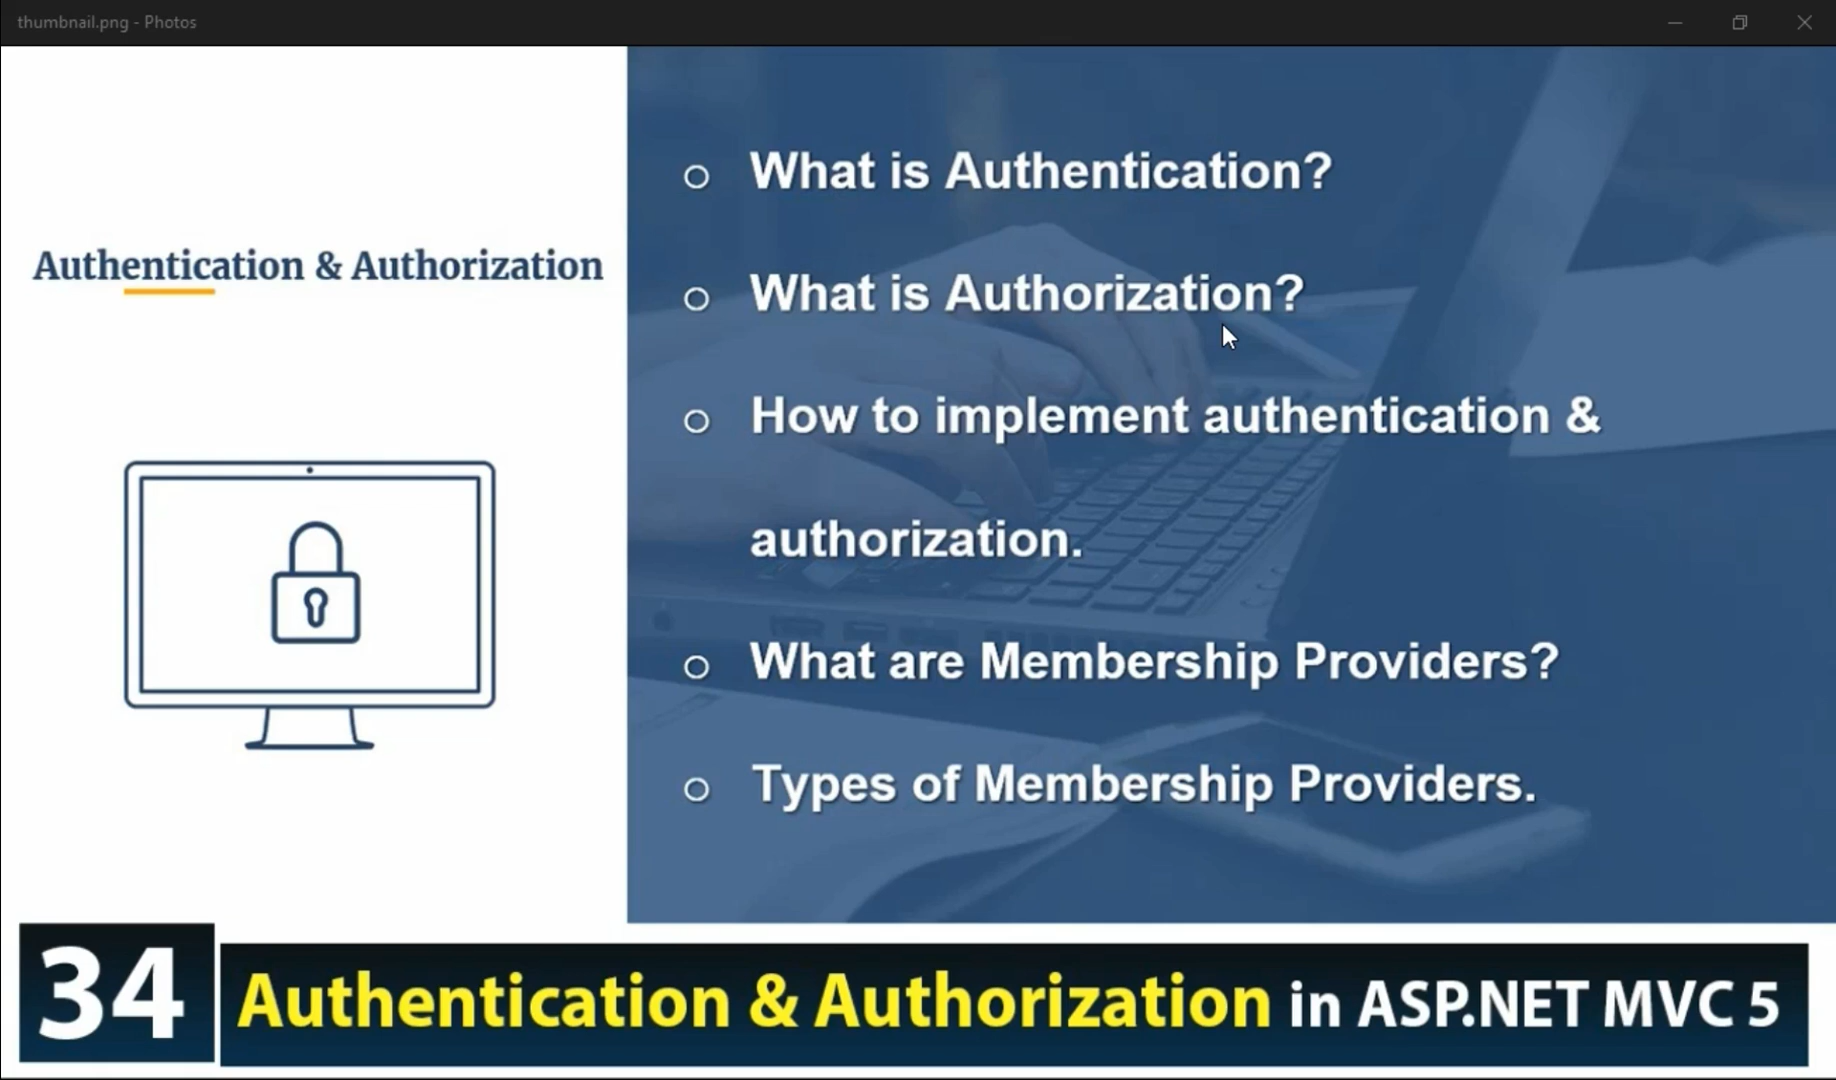 thumbnail.png - Photos
Authentication & Authorization
o What is Authentication?
o What is Authorization?
o How to implement authentication &
authorization.
o What are Membership Providers?
o Types of Membership Providers.
34
Authentication & Authorization in ASP.NET MVC 5